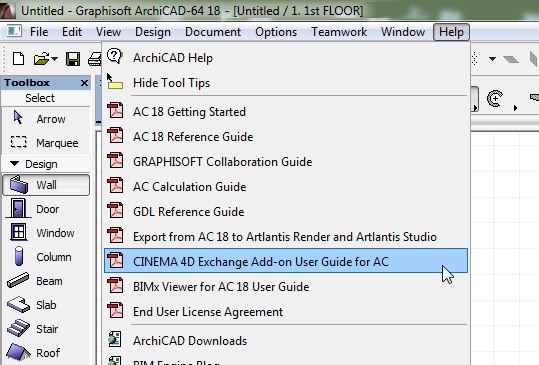 Untitled - Graphisoft ArchiCAD-64 18 - [Untitled / 1. 1st FLOOR]
File Edit View Design Document Options Teamwork Window Help
Toolbox
Select
Arrow
Marquee
Design
Wall
Door
Window
Column
Beam
Slab
Stair
Roof
ArchiCAD Help
Hide Tool Tips
AC 18 Getting Started
AC 18 Reference Guide
GRAPHISOFT Collaboration Guide
AC Calculation Guide
GDL Reference Guide
Export from AC 18 to Artlantis Render and Artlantis Studio
CINEMA 4D Exchange Add-on User Guide for AC
BIMx Viewer for AC 18 User Guide
End User License Agreement
ArchiCAD Downloads
BIM Engine Blog